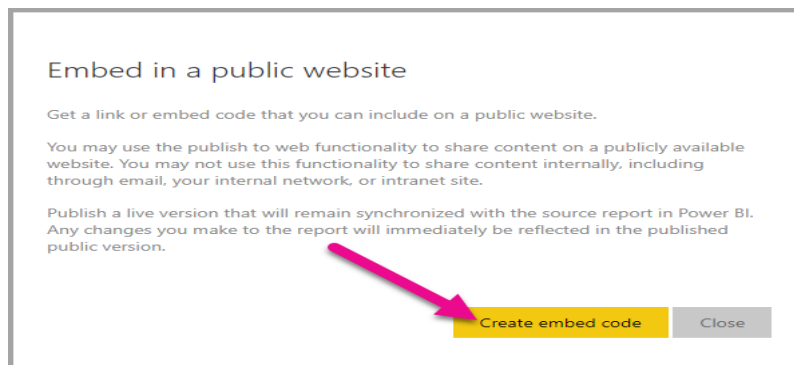 Embed in a public website
Get a link or embed code that you can include on a public website.
You may use the publish to web functionality to share content on a publicly available
website. You may not use this functionality to share content internally, including
through email, your internal network, or intranet site.
Publish a live version that will remain synchronized with the source report in Power BI.
Any changes you make to the report will immediately be reflected in the published
public version.
Create embed code
Close